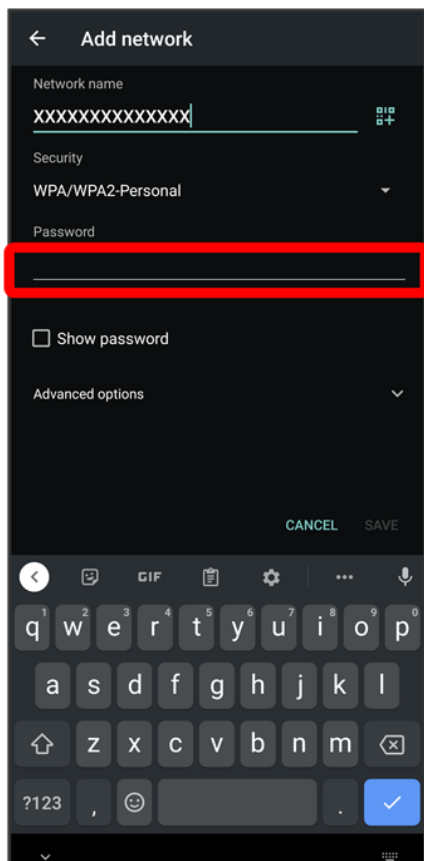 Add network
Network name
XXXXXXXXXXXXXX
Security
WPA/WPA2-Personal
Password
Show password
Advanced options
CANCEL SAVE
GIF
1 2 3 4 5 6 7 8 9 0
q w e r t y u i o p
a s d f g h j k l
z x c v b n m
?123 , .